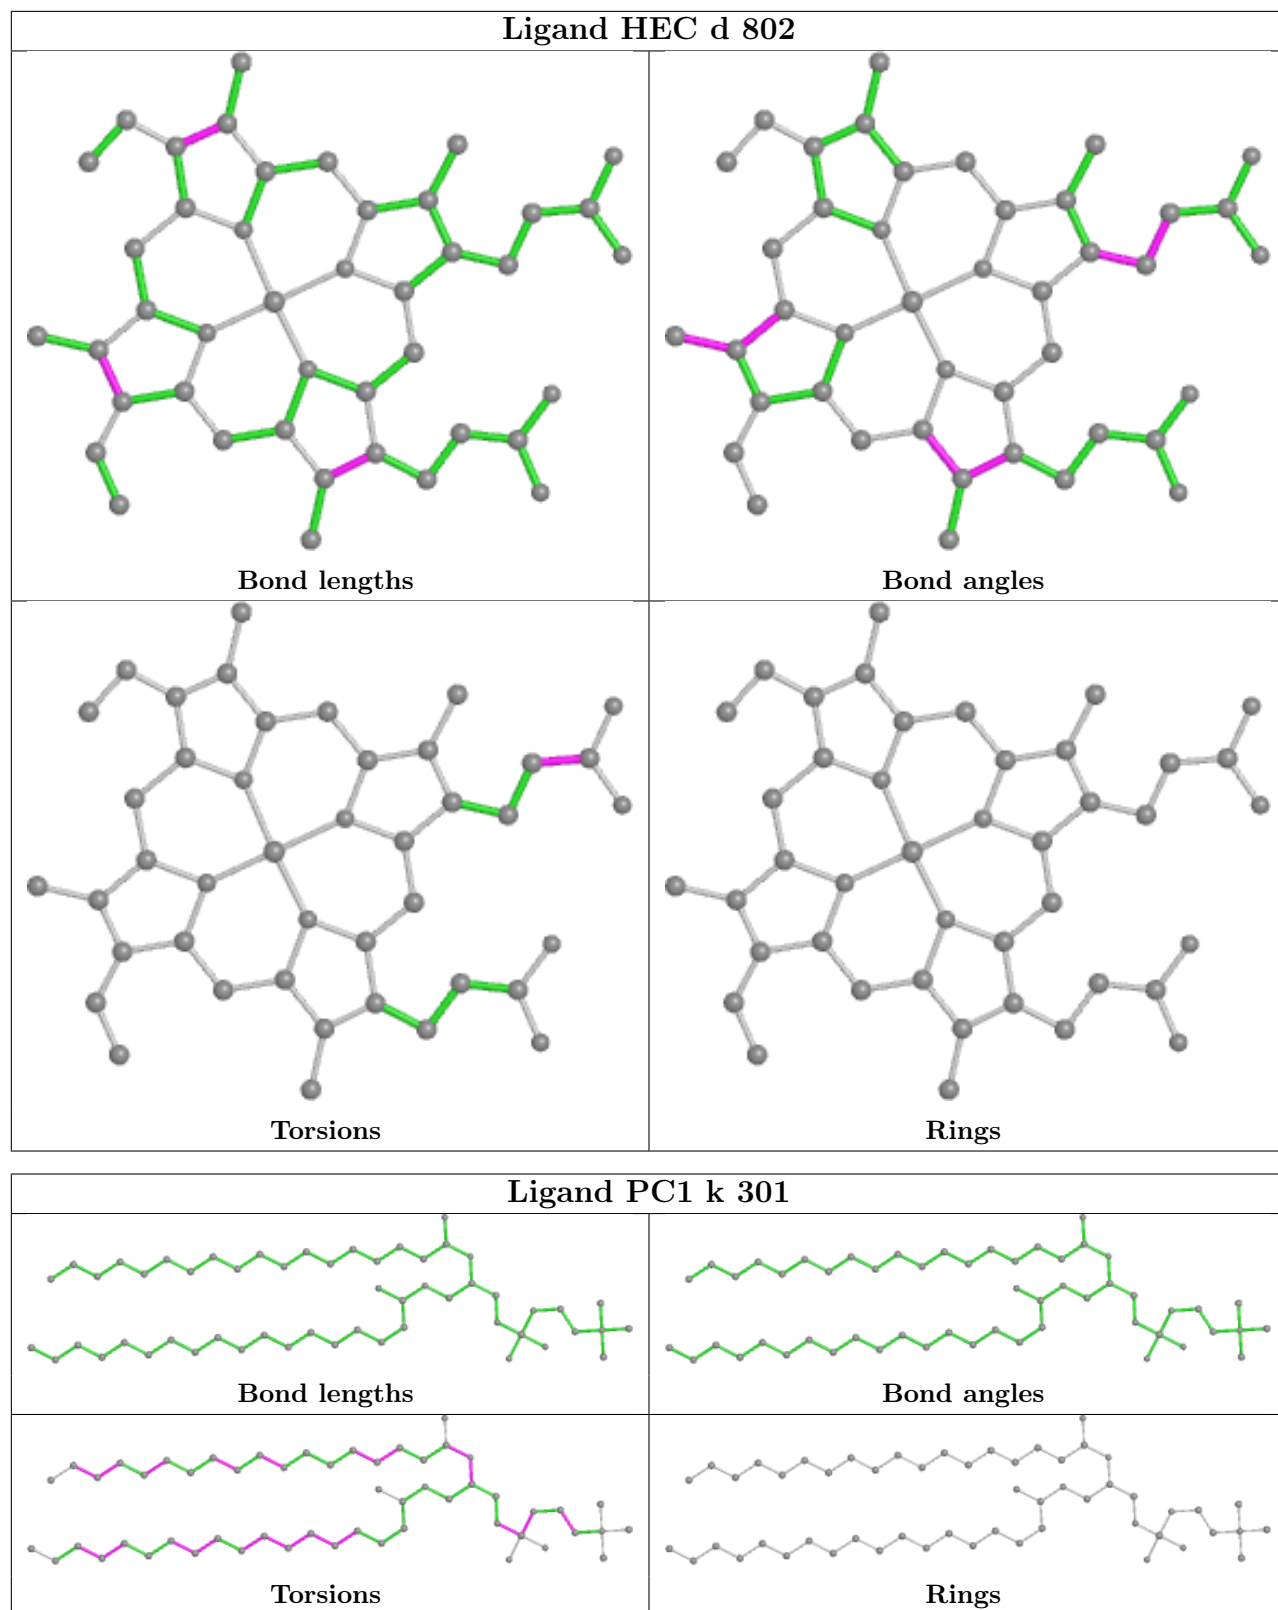 Ligand HEC d 802
Bond lengths
Bond angles
Torsions
Rings
Ligand PC1 k 301
Bond lengths
Bond angles
Torsions
Rings